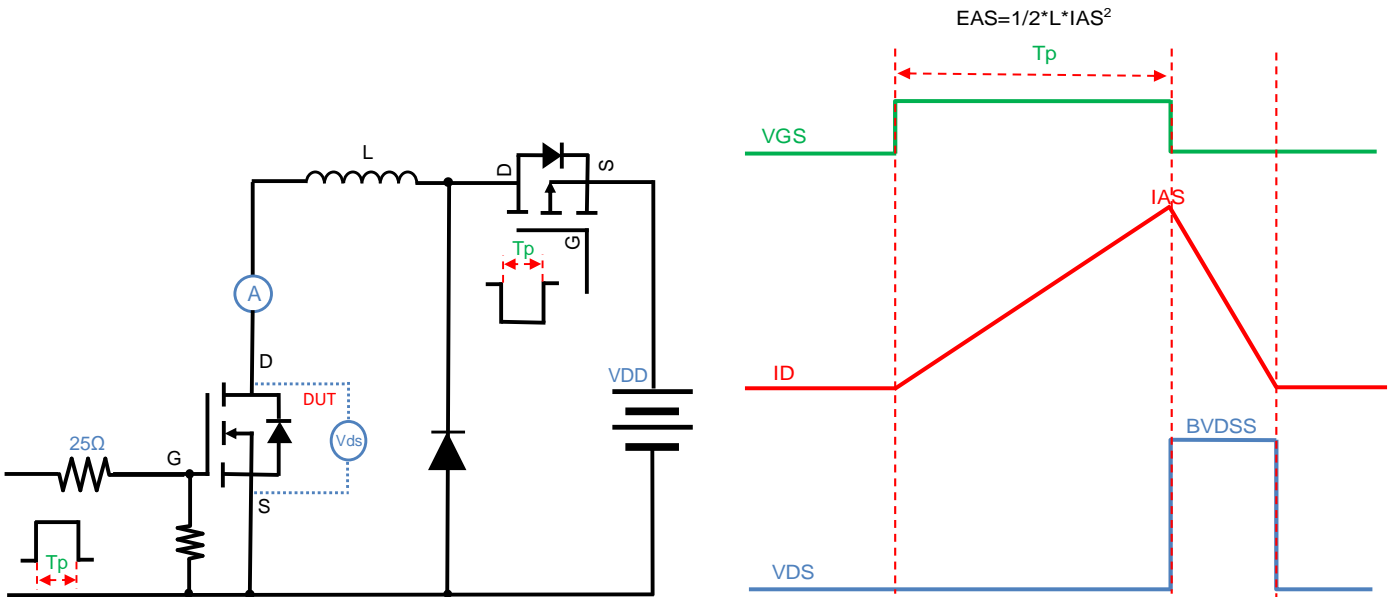 L
D
S
G
Tp
A
D
DUT
Vds
VDD
25Ω
G
S
Tp
EAS=1/2*L*IAS²
Tp
VGS
IAS
ID
BVDSS
VDS